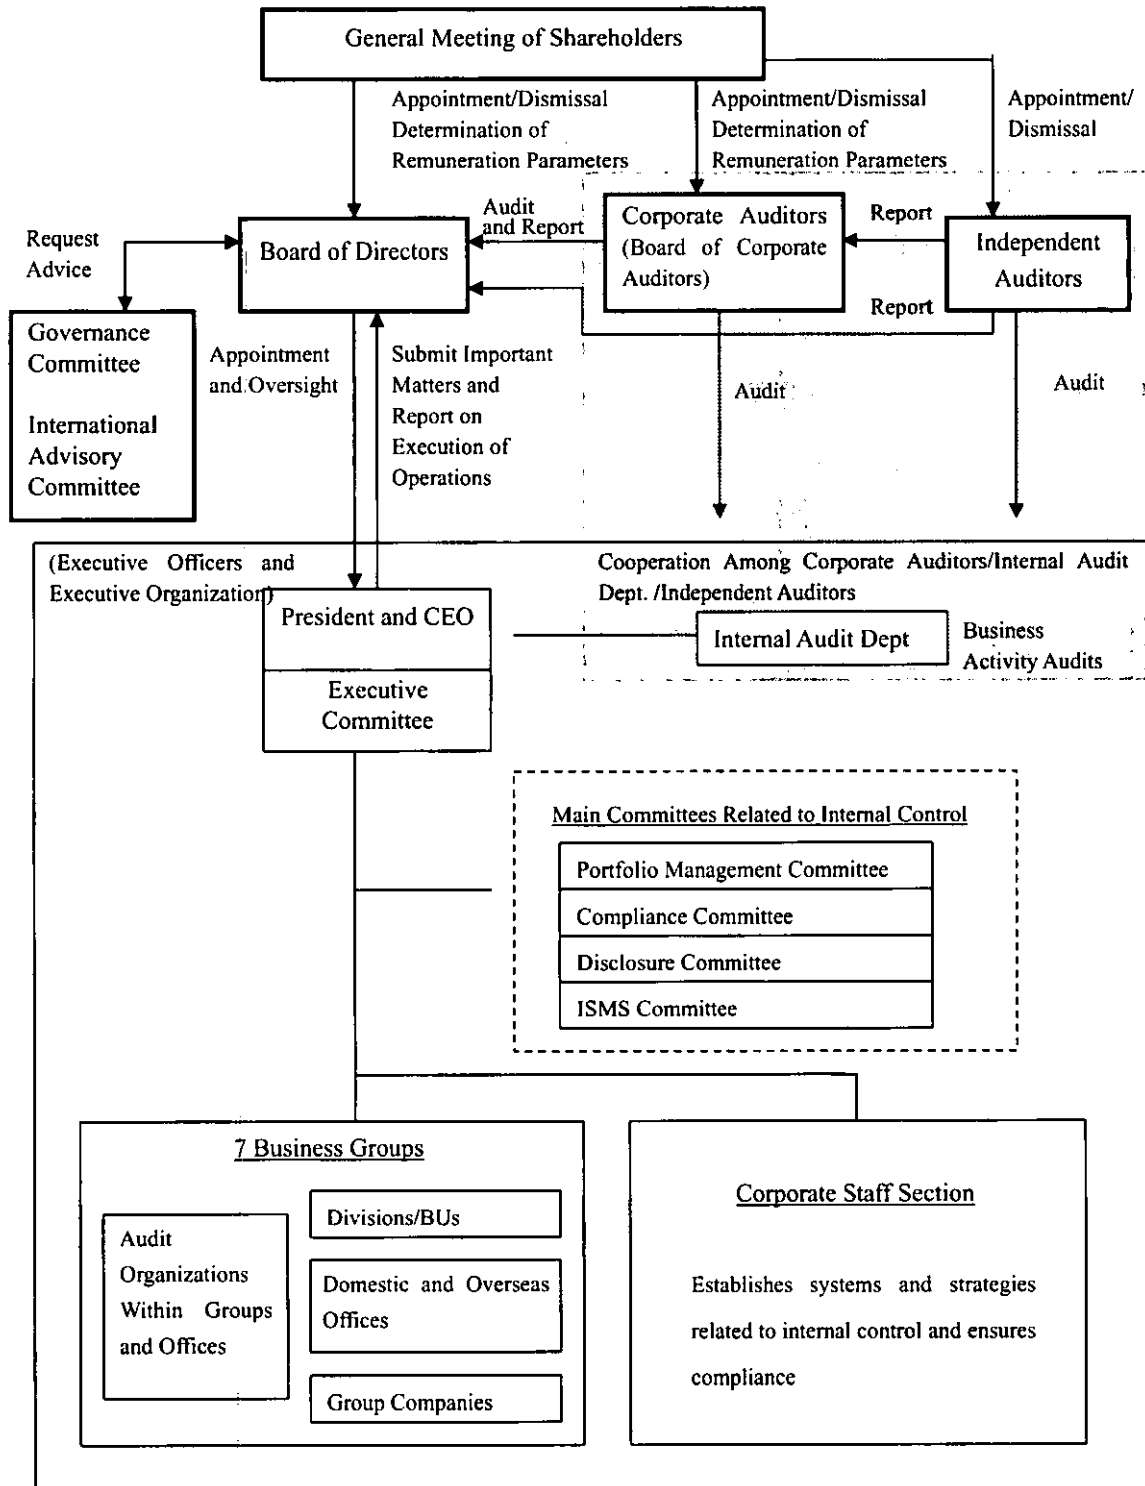 General Meeting of Shareholders
Appointment/Dismissal
Determination of
Remuneration Parameters
Appointment/Dismissal
Determination of
Remuneration Parameters
Appointment/
Dismissal
Request
Advice
Board of Directors
Audit
and Report
Corporate Auditors
(Board of Corporate
Auditors)
Report
Report
Independent
Auditors
Governance
Committee
International
Advisory
Committee
Appointment
and Oversight
Submit Important
Matters and
Report on
Execution of
Operations
Audit
Audit
(Executive Officers and
Executive Organization)
Cooperation Among Corporate Auditors/Internal Audit
Dept. /Independent Auditors
President and CEO
Executive
Committee
Internal Audit Dept
Business
Activity Audits
Main Committees Related to Internal Control
Portfolio Management Committee
Compliance Committee
Disclosure Committee
ISMS Committee
7 Business Groups
Audit
Organizations
Within Groups
and Offices
Divisions/BUs
Domestic and Overseas
Offices
Group Companies
Corporate Staff Section
Establishes systems and strategies
related to internal control and ensures
compliance